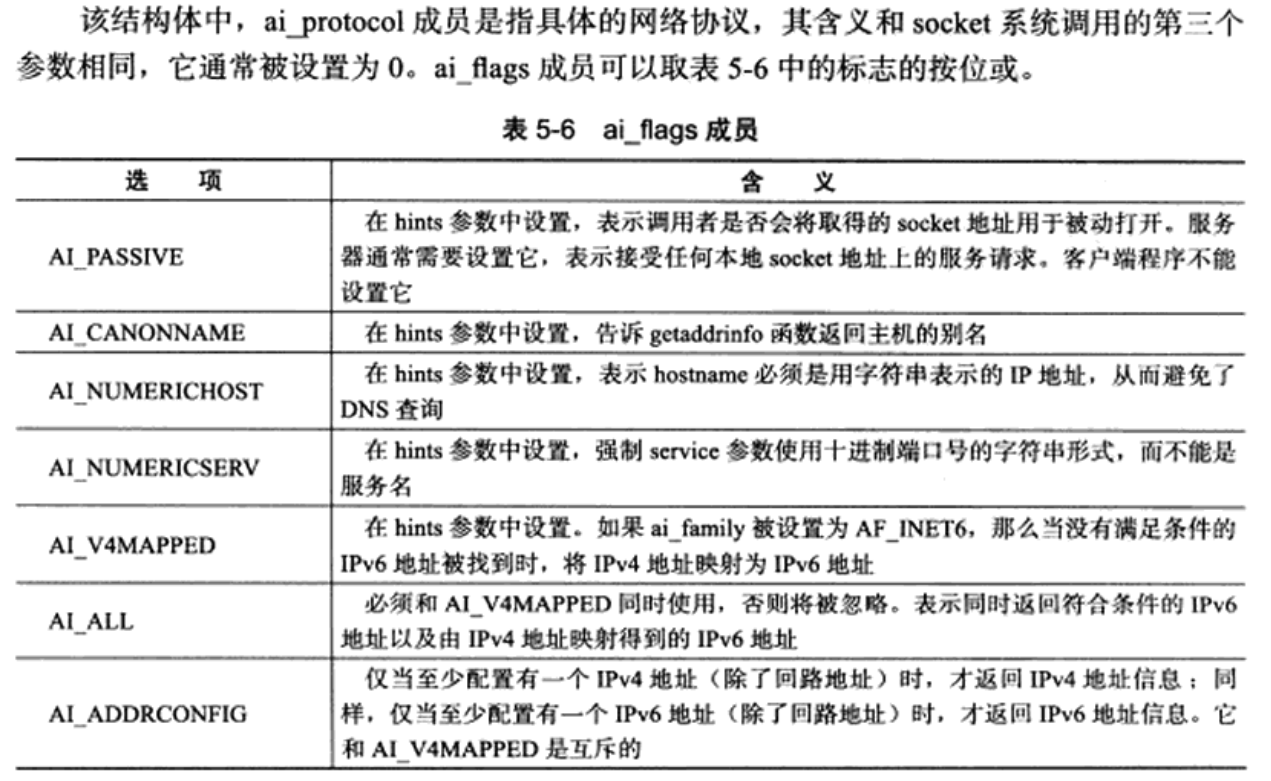 该结构体中，ai_protocol 成员是指具体的网络协议，其含义和 socket 系统调用的第三个
参数相同，它通常被设置为 0。ai_flags 成员可以取表 5-6 中的标志的按位或。
表 5-6 ai_flags 成员
选 项 含 义
AI_PASSIVE
在 hints 参数中设置，表示调用者是否会将取得的 socket 地址用于被动打开。服务
器通常需要设置它，表示接受任何本地 socket 地址上的服务请求。客户端程序不能
设置它
AI_CANONNAME
在 hints 参数中设置，告诉 getaddrinfo 函数返回主机的别名
AI_NUMERICHOST
在 hints 参数中设置，表示 hostname 必须是用字符串表示的 IP 地址，从而避免了
DNS 查询
AI_NUMERICSERV
在 hints 参数中设置，强制 service 参数使用十进制端口号的字符串形式，而不能是
服务名
AI_V4MAPPED
在 hints 参数中设置。如果 ai_family 被设置为 AF_INET6，那么当没有满足条件的
IPv6 地址被找到时，将 IPv4 地址映射为 IPv6 地址
AI_ALL
必须和 AI_V4MAPPED 同时使用，否则将被忽略。表示同时返回符合条件的 IPv6
地址以及由 IPv4 地址映射得到的 IPv6 地址
AI_ADDRCONFIG
仅当至少配置有一个 IPv4 地址（除了回路地址）时，才返回 IPv4 地址信息；同
样，仅当至少配置有一个 IPv6 地址（除了回路地址）时，才返回 IPv6 地址信息。它
和 AI_V4MAPPED 是互斥的